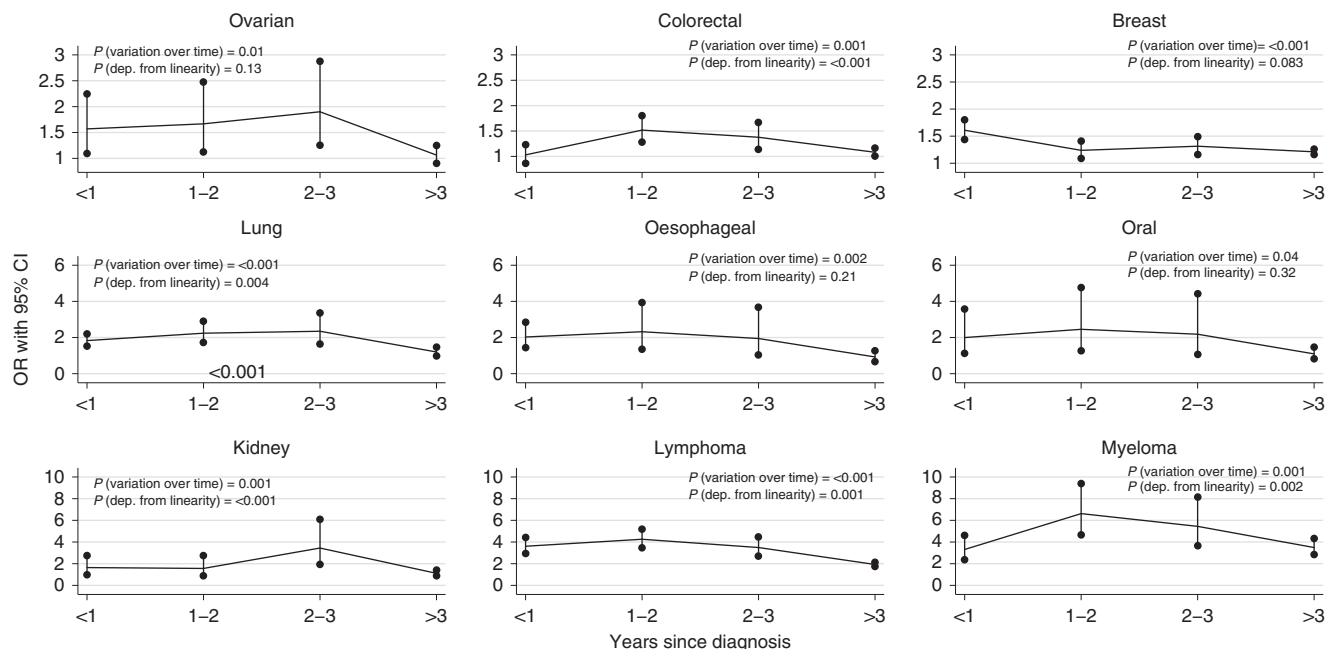 Ovarian
P (variation over time) = 0.01
P (dep. from linearity) = 0.13
3
2.5
2
1.5
1
<1 1–2 2–3 >3
Colorectal
P (variation over time) = 0.001
P (dep. from linearity) = <0.001
3
2.5
2
1.5
1
<1 1–2 2–3 >3
Breast
P (variation over time)= <0.001
P (dep. from linearity) = 0.083
3
2.5
2
1.5
1
<1 1–2 2–3 >3
OR with 95% CI
Lung
P (variation over time) = <0.001
P (dep. from linearity) = 0.004
6
4
2
0
<0.001
<1 1–2 2–3 >3
Oesophageal
P (variation over time) = 0.002
P (dep. from linearity) = 0.21
6
4
2
0
<1 1–2 2–3 >3
Oral
P (variation over time) = 0.04
P (dep. from linearity) = 0.32
6
4
2
0
<1 1–2 2–3 >3
Kidney
P (variation over time) = 0.001
P (dep. from linearity) = <0.001
10
8
6
4
2
0
<1 1–2 2–3 >3
Lymphoma
P (variation over time) = <0.001
P (dep. from linearity) = 0.001
10
8
6
4
2
0
<1 1–2 2–3 >3
Myeloma
P (variation over time) = 0.001
P (dep. from linearity) = 0.002
10
8
6
4
2
0
<1 1–2 2–3 >3
Years since diagnosis